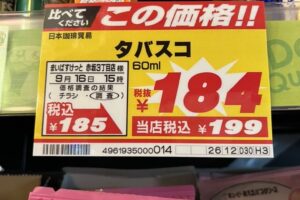 比べて
ください
この価格!!
日本珈琲貿易
タバスコ
60ml
まいばすけっと 赤坂3丁目店 様
9月16日 15時
価格調査の結果
(チラシ・調査)
税込
¥185
税抜
¥184
当店税込 ¥199
4961935000014
26.12.D30)H3